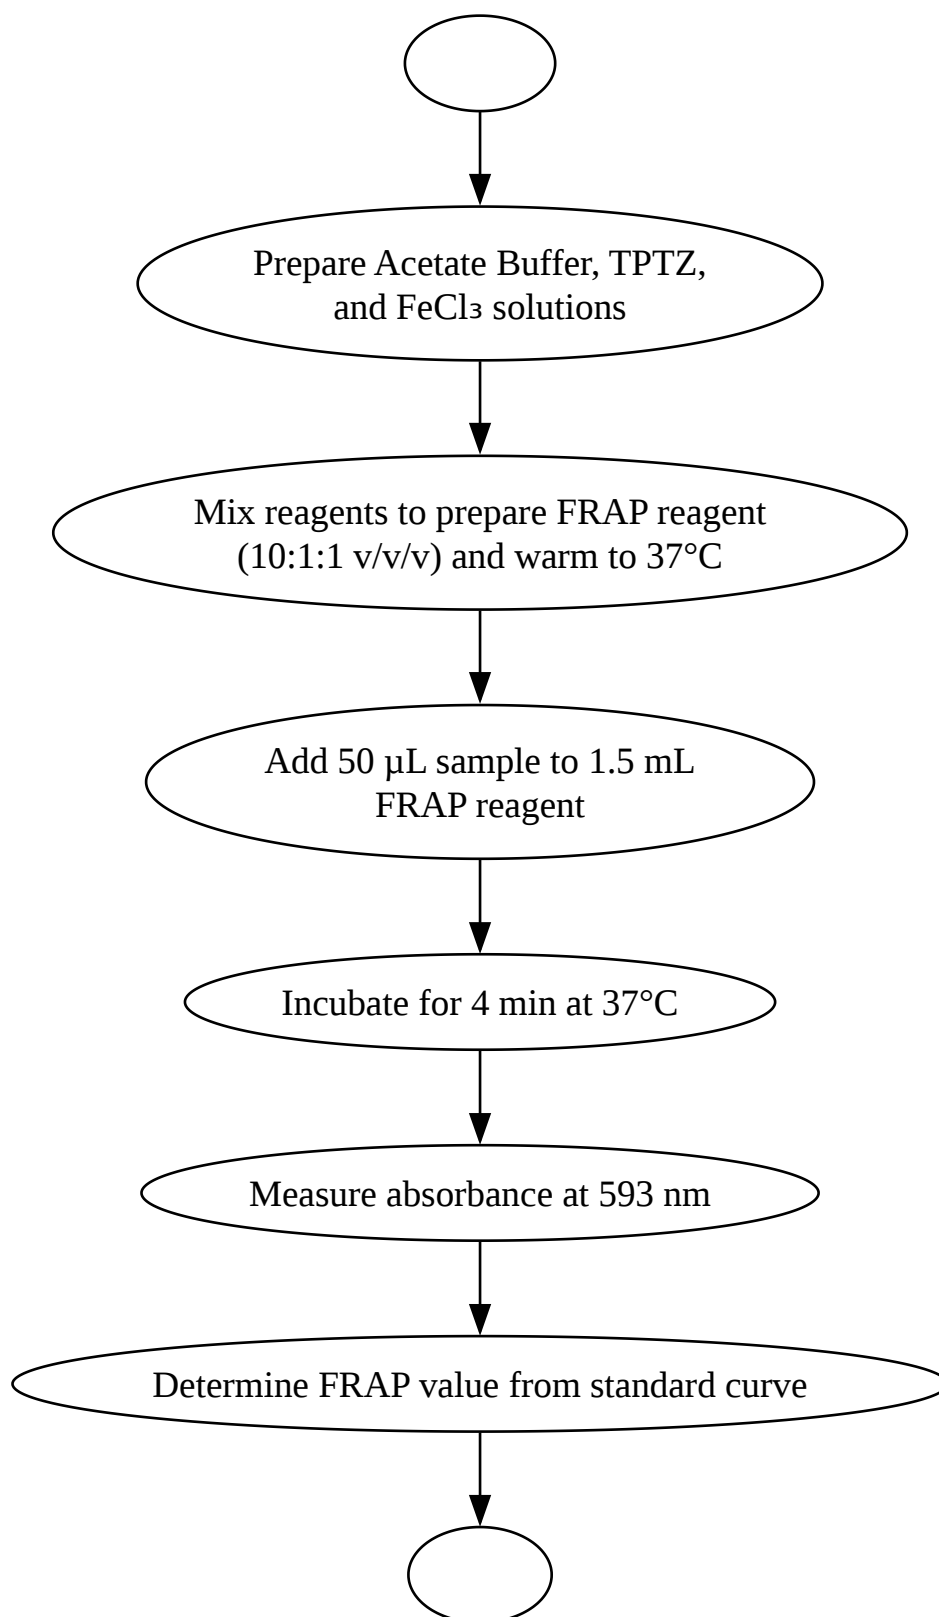 Prepare Acetate Buffer, TPTZ,
and FeCl₃ solutions
Mix reagents to prepare FRAP reagent
(10:1:1 v/v/v) and warm to 37°C
Add 50 µL sample to 1.5 mL
FRAP reagent
Incubate for 4 min at 37°C
Measure absorbance at 593 nm
Determine FRAP value from standard curve